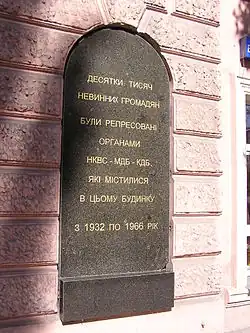 ДЕСЯТКИ ТИСЯЧ
НЕВИННИХ ГРОМАДЯН
БУЛИ РЕПРЕСОВАНІ
ОРГАНАМИ
НКВС - МДБ - КДБ,
ЯКІ МІСТИЛИСЯ
В ЦЬОМУ БУДИНКУ
З 1932 ПО 1966 РІК